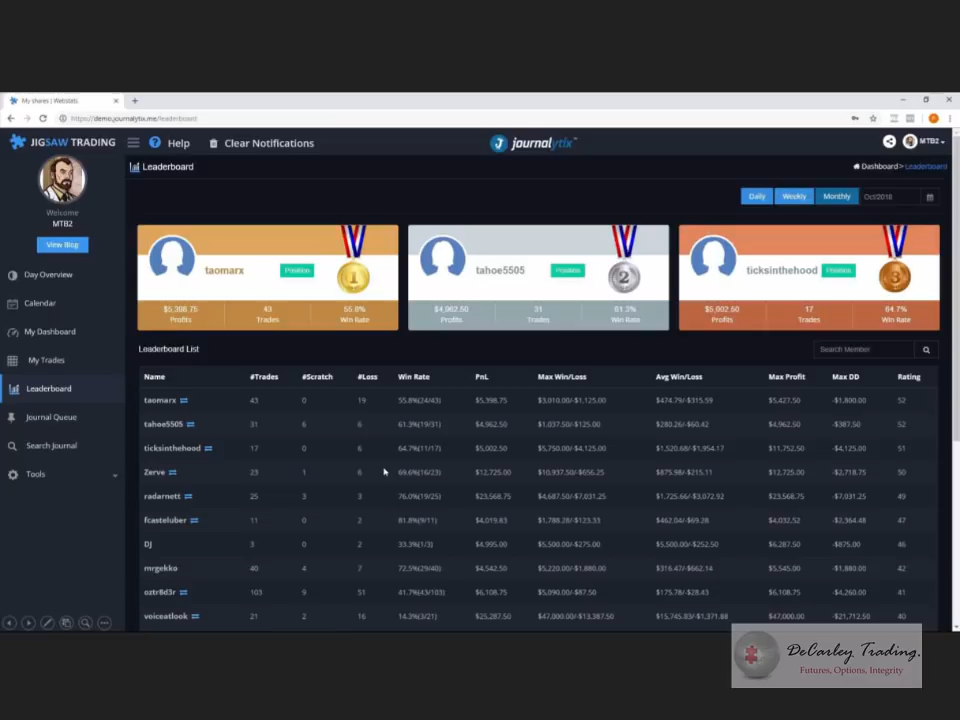 My shares | Webstats
https://demo.journalytix.me/leaderboard
JIGSAW TRADING
Help
Clear Notifications
journalytix™
MTB2
Leaderboard
Dashboard> Leaderboard
Welcome
MTB2
View Blog
Daily Weekly Monthly Oct/2018
Day Overview
Calendar
My Dashboard
My Trades
Leaderboard
Journal Queue
Search Journal
Tools
taomarx Position 1
$5,398.75 43 55.8%
Profits Trades Win Rate
tahoe5505 Position 2
$4,962.50 31 61.3%
Profits Trades Win Rate
ticksinthehood Position 3
$5,002.50 17 64.7%
Profits Trades Win Rate
Leaderboard List
Search Member
Name #Trades #Scratch #Loss Win Rate PnL Max Win/Loss Avg Win/Loss Max Profit Max DD Rating
taomarx 43 0 19 55.8%(24/43) $5,398.75 $3,010.00/-$1,125.00 $474.79/-$315.59 $5,427.50 -$1,800.00 52
tahoe5505 31 6 6 61.3%(19/31) $4,962.50 $1,037.50/-$125.00 $280.26/-$60.42 $4,962.50 -$387.50 52
ticksinthehood 17 0 6 64.7%(11/17) $5,002.50 $5,750.00/-$4,125.00 $1,520.68/-$1,954.17 $11,752.50 51
Zerve 23 1 6 69.6%(16/23) $12,725.00 $10,937.50/-$656.25 $875.98/-$215.11 $12,725.00 -$2,718.75 50
radarnett 25 3 3 76.0%(19/25) $23,568.75 $4,687.50/-$7,031.25 $1,725.66/-$3,072.92 $23,568.75 -$7,031.25 49
fcasteluber 11 0 2 81.8%(9/11) $4,019.83 $1,788.28/-$123.33 $462.04/-$69.28 $4,032.52 -$2,364.48 47
DJ 3 0 2 33.3%(1/3) $4,995.00 $5,500.00/-$275.00 $5,500.00/-$252.50 $6,287.50 -$875.00 46
mrgekko 40 4 7 72.5%(29/40) $4,542.50 $5,220.00/-$1,880.00 $316.47/-$662.14 $5,545.00 -$1,880.00 42
oztr8d3r 103 9 51 41.7%(43/103) $6,108.75 $5,090.00/-$87.50 $175.78/-$28.43 $6,108.75 -$4,260.00 41
voiceatlook 21 2 16 14.3%(3/21) $25,287.50 $47,000.00/-$13,387.50 $15,745.83/-$1,371.88 $47,000.00 -$21,712.50 40
DeCarley Trading.
Futures, Options, Integrity